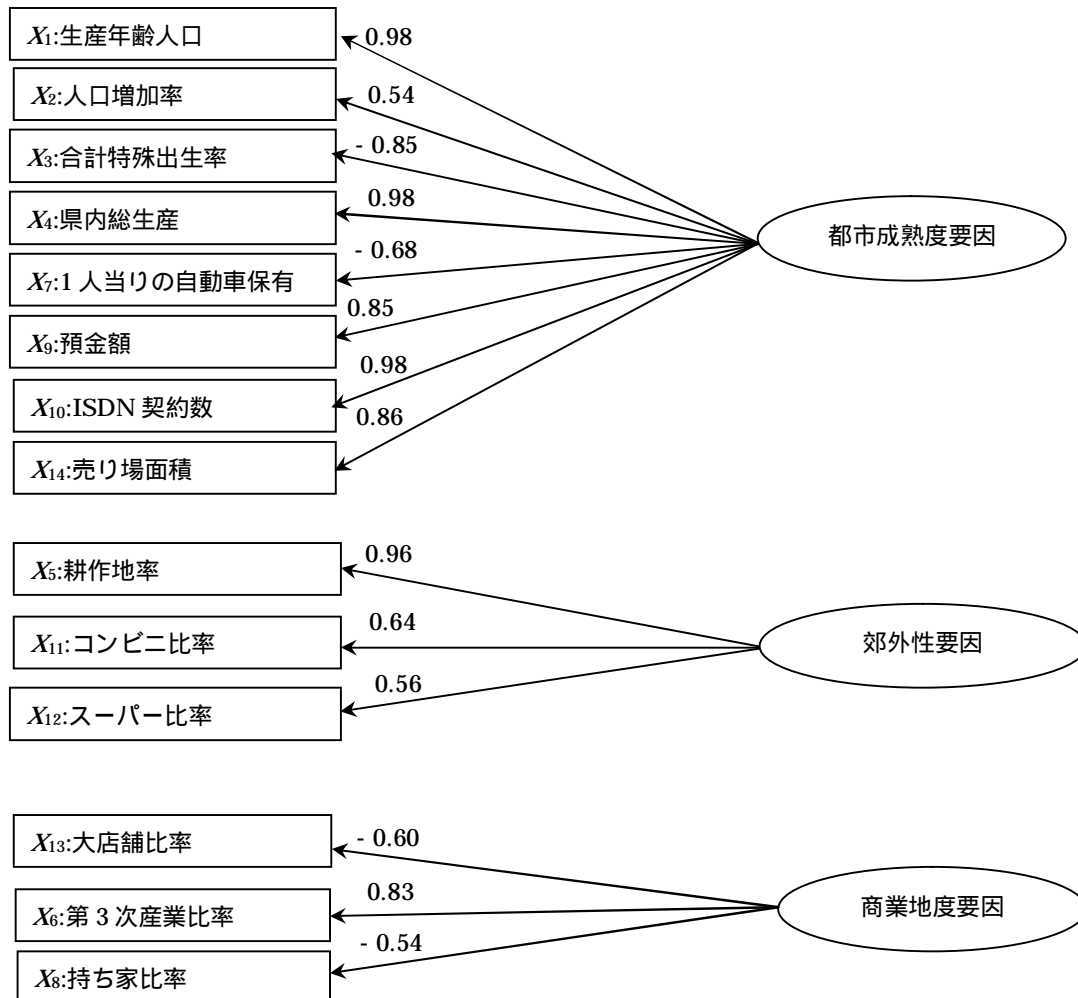 X1:生産年齢人口
0.98
X2:人口増加率
0.54
X3:合計特殊出生率
- 0.85
X4:県内総生産
0.98
X7:1 人当りの自動車保有
- 0.68
X9:預金額
0.85
X10:ISDN 契約数
0.98
X14:売り場面積
0.86
都市成熟度要因
X5:耕作地率
0.96
X11:コンビニ比率
0.64
X12:スーパー比率
0.56
郊外性要因
X13:大店舗比率
- 0.60
X6:第 3 次産業比率
0.83
X8:持ち家比率
- 0.54
商業地度要因